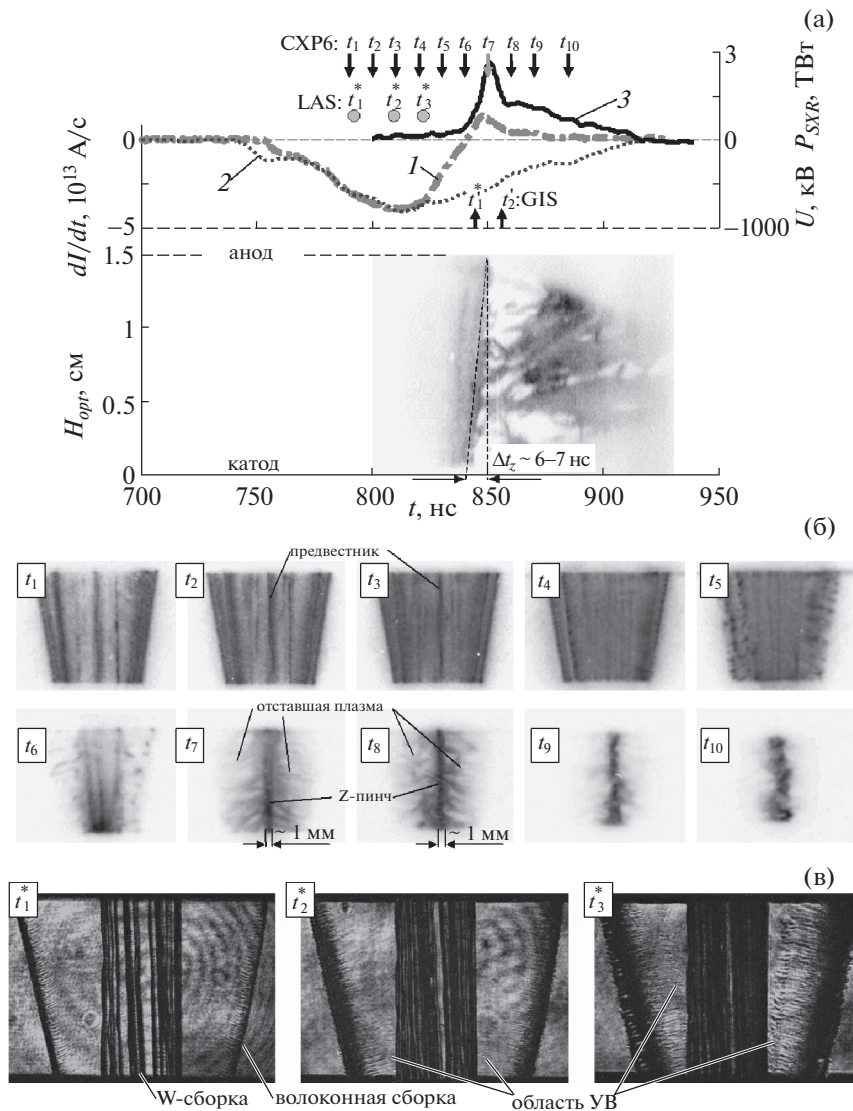 (а)
СХР6: t1 t2 t3 t4 t5 t6 t7 t8 t9 t10
LAS: t1* t2* t3*
3
1
2
t1' t2':GIS
dI/dt, 10^13 А/с
0
−5
3
0
−1000
U, кВ P_SXR, ТВт
анод
катод
H_opt, см
1.5
1
0.5
0
Δt_z ~ 6–7 нс
700 750 800 850 900 950
t, нс
(б)
предвестник
t1 t2 t3 t4 t5
отставшая плазма
t6 t7 t8 t9 t10
Z-пинч
~ 1 мм ~ 1 мм
(в)
t1* t2* t3*
W-сборка волоконная сборка область УВ